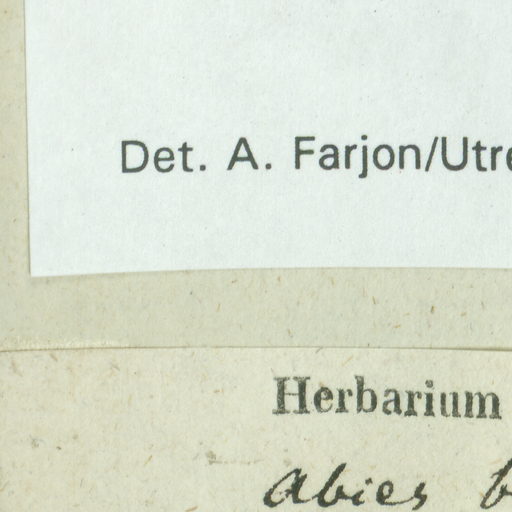 Det. A. Farjon/Utre
Herbarium
Abies b